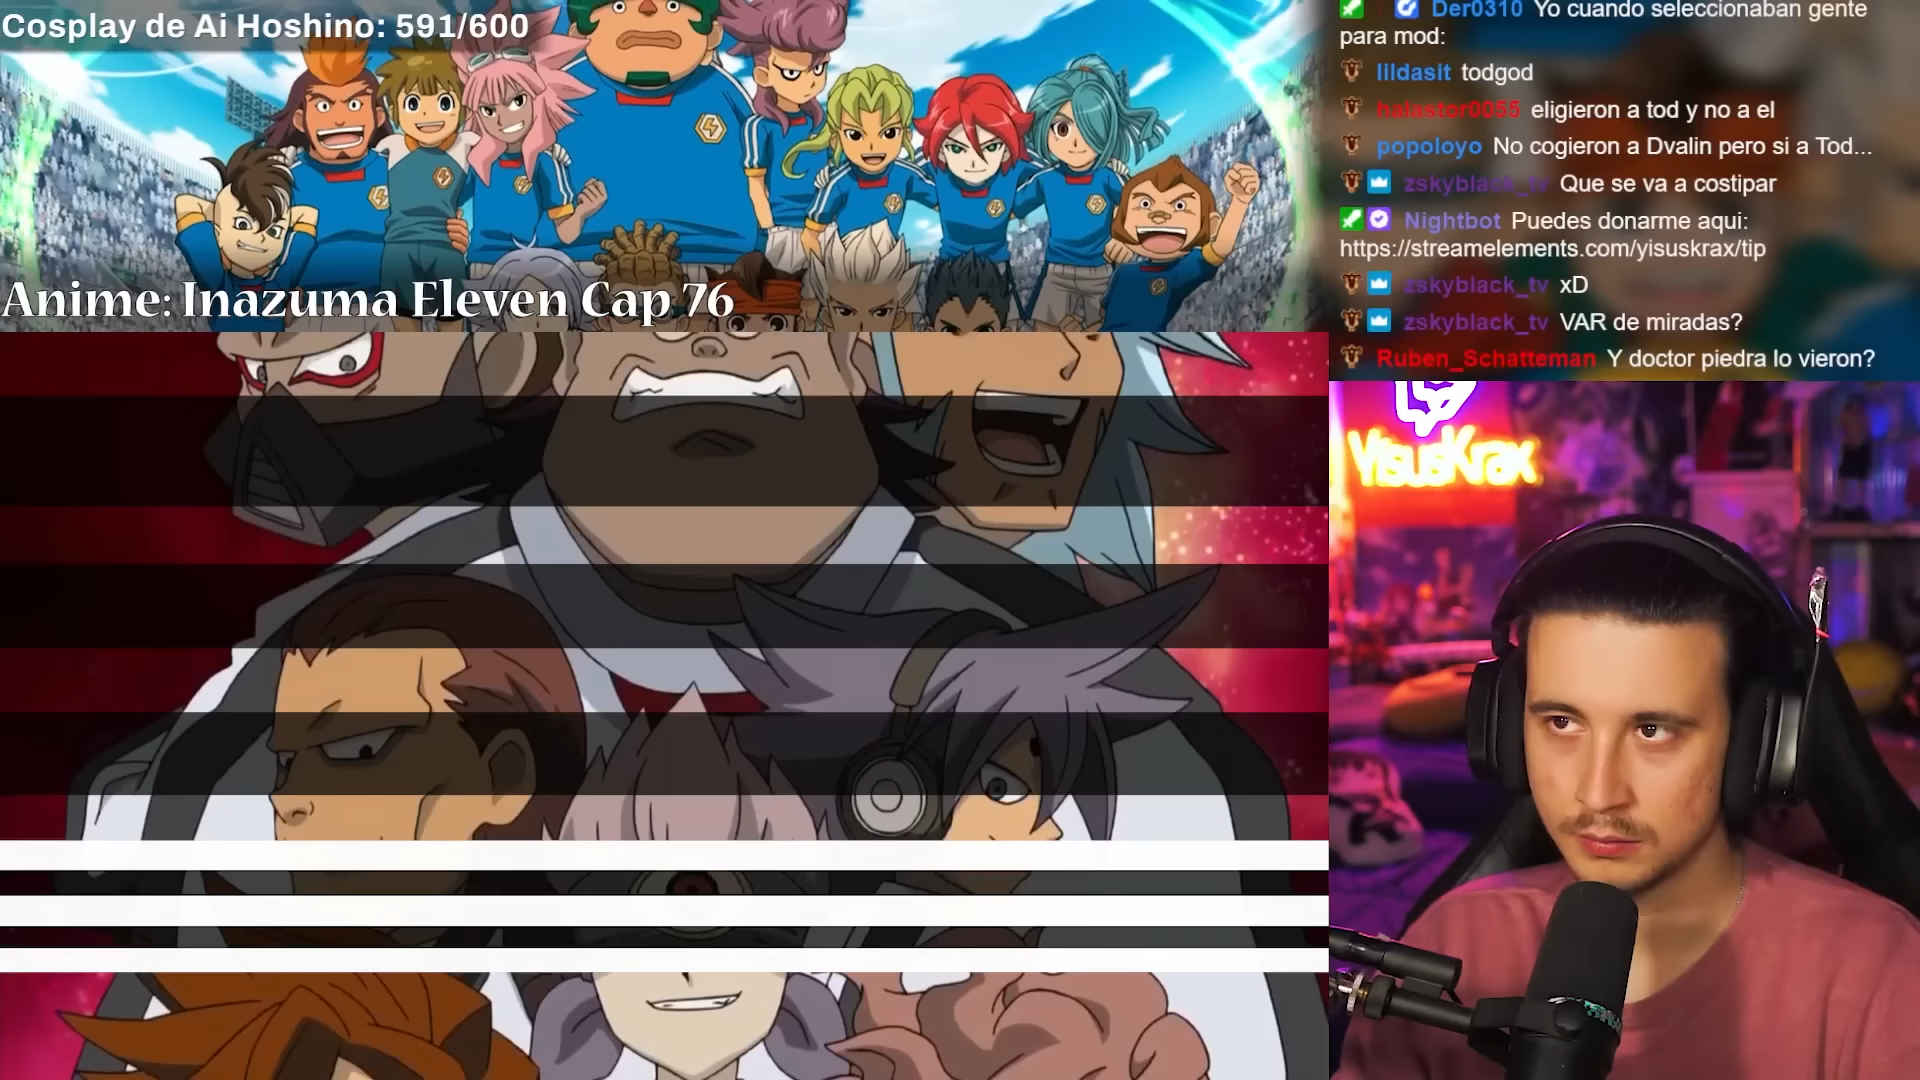 Cosplay de Ai Hoshino: 591/600
Anime: Inazuma Eleven Cap 76
Der0310 Yo cuando seleccionaban gente
para mod:
lildasit todgod
halastor0055 eligieron a tod y no a el
popoloyo No cogieron a Dvalin pero si a Tod...
zskyblack_tv Que se va a costipar
Nightbot Puedes donarme aqui:
https://streamelements.com/yisuskrax/tip
zskyblack_tv xD
zskyblack_tv VAR de miradas?
Ruben_Schatteman Y doctor piedra lo vieron?
YisusKrax